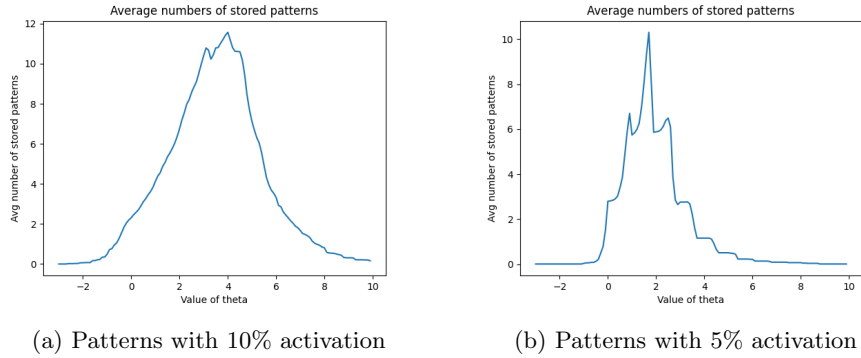 Average numbers of stored patterns
12
10
8
6
4
2
0
Avg number of stored patterns
−2 0 2 4 6 8 10
Value of theta
(a) Patterns with 10% activation
Average numbers of stored patterns
10
8
6
4
2
0
Avg number of stored patterns
−2 0 2 4 6 8 10
Value of theta
(b) Patterns with 5% activation